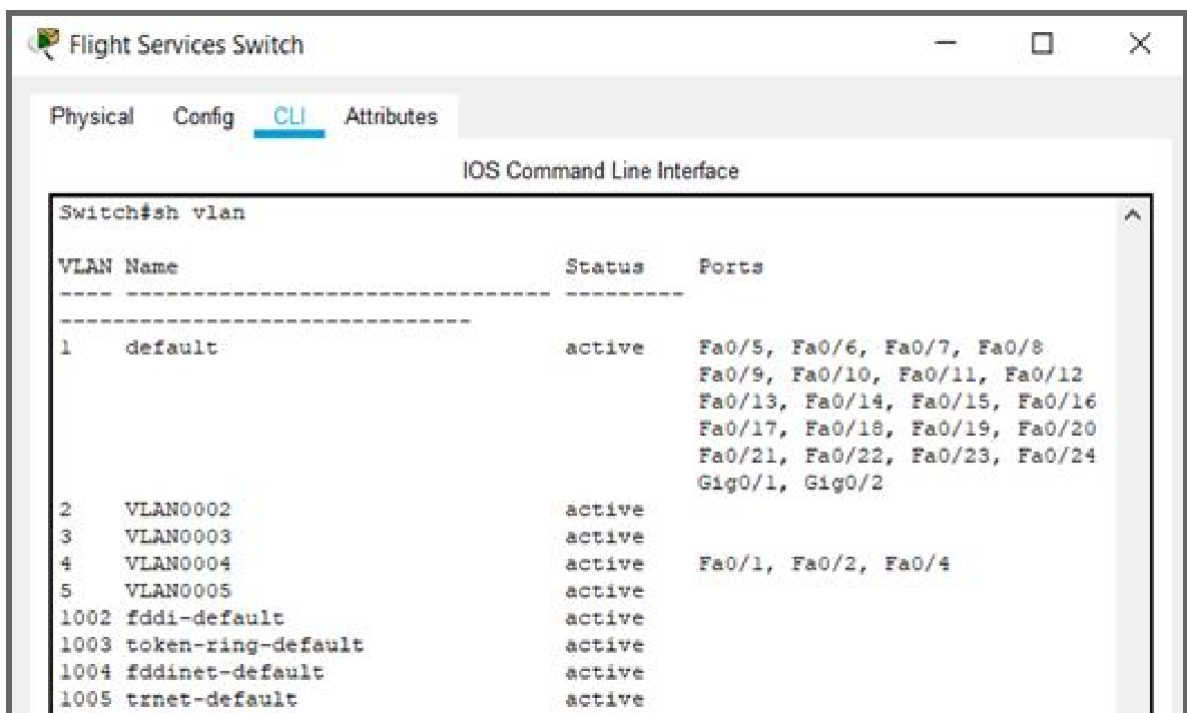 Flight Services Switch
Physical Config CLI Attributes
IOS Command Line Interface
Switch#sh vlan
VLAN Name Status Ports
---- -------------------------------- ---------
-------------------------------
1 default active Fa0/5, Fa0/6, Fa0/7, Fa0/8
Fa0/9, Fa0/10, Fa0/11, Fa0/12
Fa0/13, Fa0/14, Fa0/15, Fa0/16
Fa0/17, Fa0/18, Fa0/19, Fa0/20
Fa0/21, Fa0/22, Fa0/23, Fa0/24
Gig0/1, Gig0/2
2 VLAN0002 active
3 VLAN0003 active
4 VLAN0004 active Fa0/1, Fa0/2, Fa0/4
5 VLAN0005 active
1002 fddi-default active
1003 token-ring-default active
1004 fddinet-default active
1005 trnet-default active